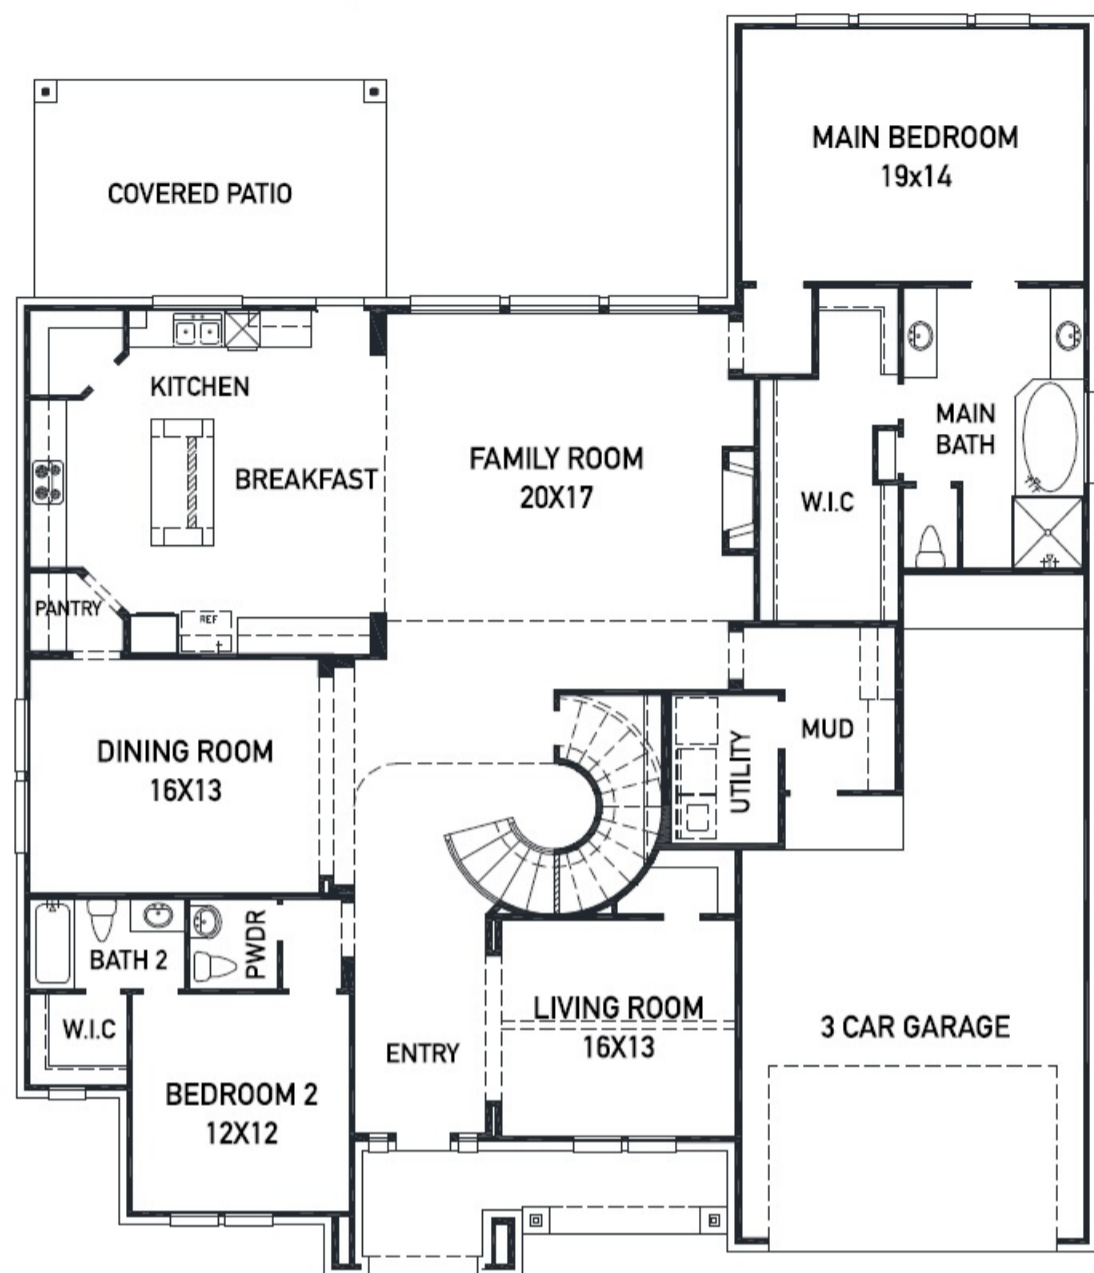 MAIN BEDROOM
19x14
COVERED PATIO
KITCHEN
BREAKFAST
FAMILY ROOM
20X17
MAIN
BATH
W.I.C
PANTRY
REF
DINING ROOM
16X13
UTILITY
MUD
BATH 2
PWDR
W.I.C
BEDROOM 2
12X12
ENTRY
LIVING ROOM
16X13
3 CAR GARAGE